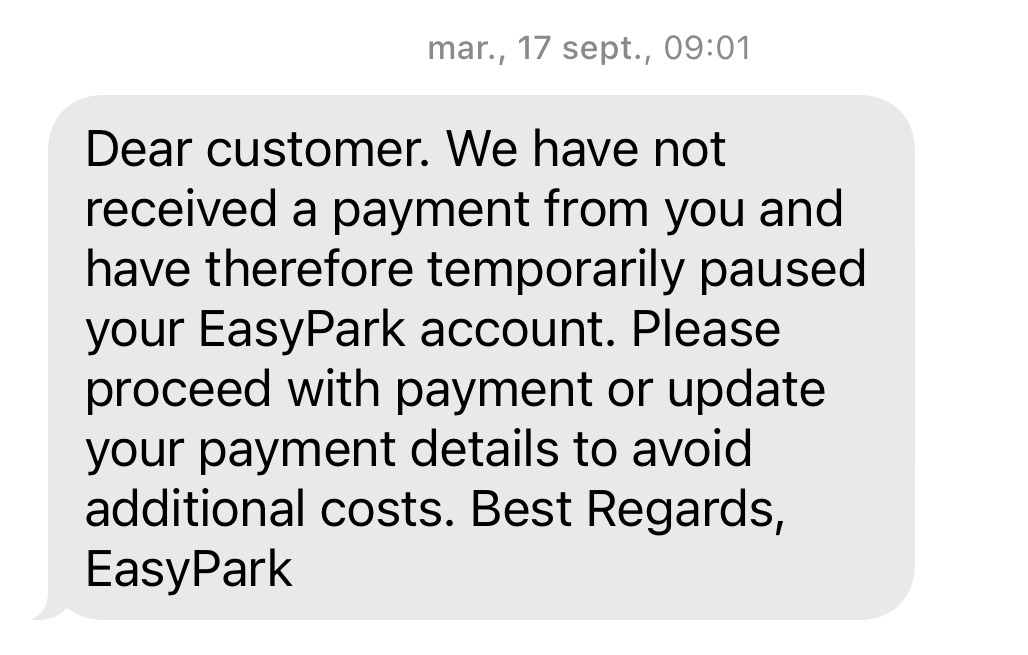 mar., 17 sept., 09:01
Dear customer. We have not
received a payment from you and
have therefore temporarily paused
your EasyPark account. Please
proceed with payment or update
your payment details to avoid
additional costs. Best Regards,
EasyPark